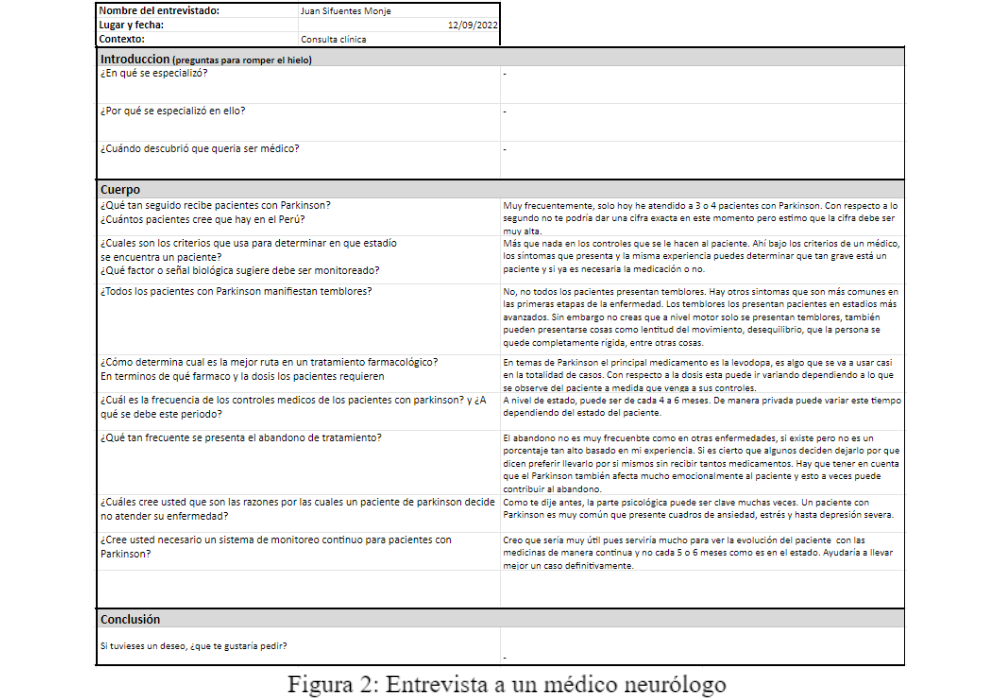 Nombre del entrevistado: Juan Sifuentes Monje
Lugar y fecha: 12/09/2022
Contexto: Consulta clínica
Introduccion (preguntas para romper el hielo)
¿En qué se especializó? -
¿Por qué se especializó en ello? -
¿Cuándo descubrió que queria ser médico? -
Cuerpo
¿Qué tan seguido recibe pacientes con Parkinson?
¿Cuántos pacientes cree que hay en el Perú?
Muy frecuentemente, solo hoy he atendido a 3 o 4 pacientes con Parkinson. Con respecto a lo
segundo no te podría dar una cifra exacta en este momento pero estimo que la cifra debe ser
muy alta.
¿Cuales son los criterios que usa para determinar en que estadío
se encuentra un paciente?
¿Qué factor o señal biológica sugiere debe ser monitoreado?
Más que nada en los controles que se le hacen al paciente. Ahí bajo los criterios de un médico,
los sintomas que presenta y la misma experiencia puedes determinar que tan grave está un
paciente y si ya es necesaria la medicación o no.
¿Todos los pacientes con Parkinson manifiestan temblores?
No, no todos los pacientes presentan temblores. Hay otros sintomas que son más comunes en
las primeras etapas de la enfermedad. Los temblores los presentan pacientes en estadios más
avanzados. Sin embargo no creas que a nivel motor solo se presentan temblores, también
pueden presentarse cosas como lentitud del movimiento, desequilibrio, que la persona se
quede completamente rígida, entre otras cosas.
¿Cómo determina cual es la mejor ruta en un tratamiento farmacológico?
En terminos de qué farmaco y la dosis los pacientes requieren
En temas de Parkinson el principal medicamento es la levodopa, es algo que se va a usar casi
en la totalidad de casos. Con respecto a la dosis esta puede ir variando dependiendo a lo que
se observe del paciente a medida que venga a sus controles.
¿Cuál es la frecuencia de los controles medicos de los pacientes con parkinson? y ¿A
qué se debe este periodo?
A nivel de estado, puede ser de cada 4 a 6 meses. De manera privada puede variar este tiempo
dependiendo del estado del paciente.
¿Qué tan frecuente se presenta el abandono de tratamiento?
El abandono no es muy frecuenbte como en otras enfermedades, si existe pero no es un
porcentaje tan alto basado en mi experiencia. Si es cierto que algunos deciden dejarlo por que
dicen preferir llevarlo por si mismos sin recibir tantos medicamentos. Hay que tener en cuenta
que el Parkinson también afecta mucho emocionalmente al paciente y esto a veces puede
contribuir al abandono.
¿Cuáles cree usted que son las razones por las cuales un paciente de parkinson decide
no atender su enfermedad?
Como te dije antes, la parte psicológica puede ser clave muchas veces. Un paciente con
Parkinson es muy común que presente cuadros de ansiedad, estrés y hasta depresión severa.
¿Cree usted necesario un sistema de monitoreo continuo para pacientes con
Parkinson?
Creo que seria muy útil pues serviría mucho para ver la evolución del paciente con las
medicinas de manera continua y no cada 5 o 6 meses como es en el estado. Ayudaría a llevar
mejor un caso definitivamente.
Conclusión
Si tuvieses un deseo, ¿que te gustaría pedir? -
Figura 2: Entrevista a un médico neurólogo